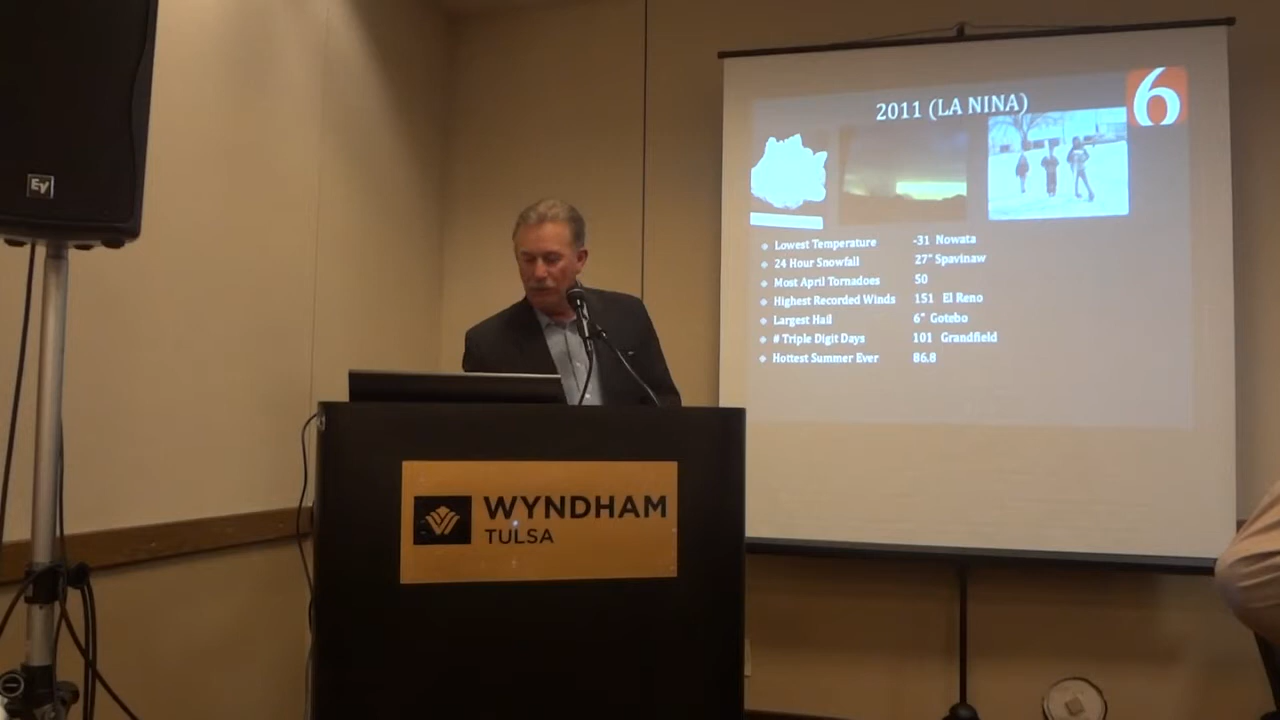 EV
2011 (LA NINA)
6
Lowest Temperature -31 Nowata
24 Hour Snowfall 27" Spavinaw
Most April Tornadoes 50
Highest Recorded Winds 151 El Reno
Largest Hail 6" Gotebo
# Triple Digit Days 101 Grandfield
Hottest Summer Ever 86.8
WYNDHAM
TULSA